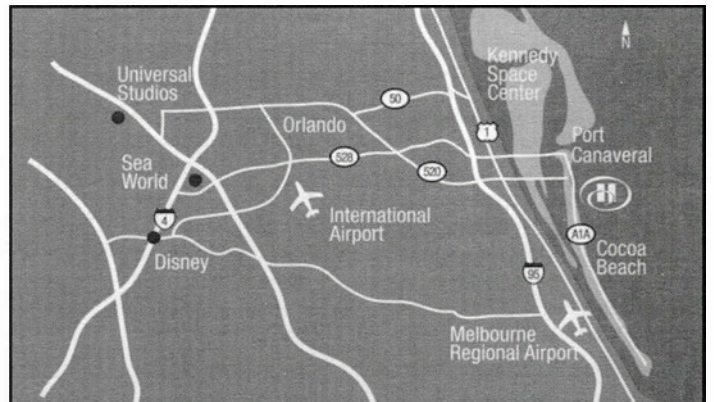 N
Kennedy
Space
Center
Universal
Studios
50
Orlando
1
Port
Canaveral
528
520
Sea
World
H
4
International
Airport
A1A
Cocoa
Beach
Disney
95
Melbourne
Regional Airport